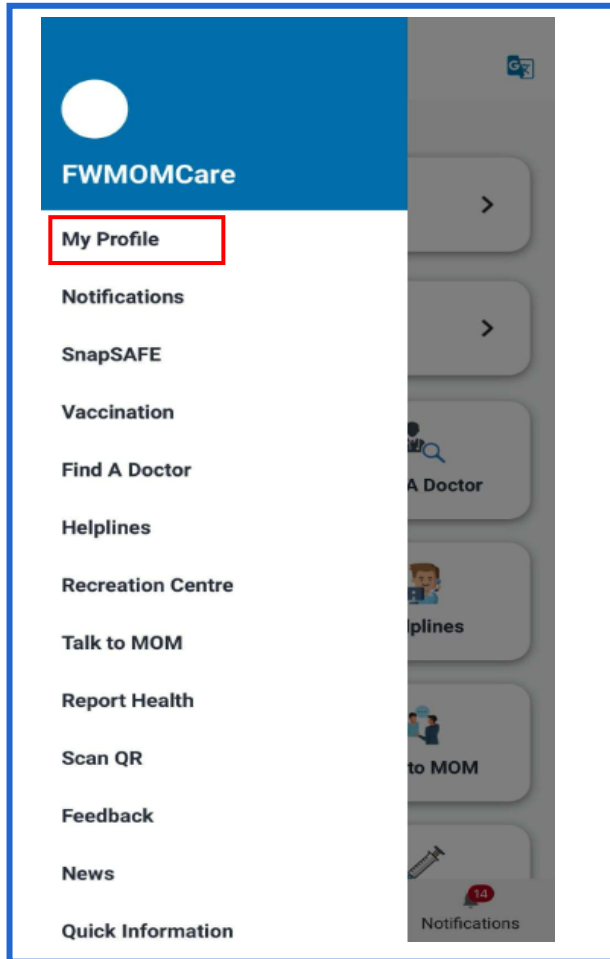 FWMOMCare
My Profile
Notifications
SnapSAFE
Vaccination
Find A Doctor
A Doctor
Helplines
Recreation Centre
lplines
Talk to MOM
Report Health
Scan QR
to MOM
Feedback
News
14
Quick Information
Notifications